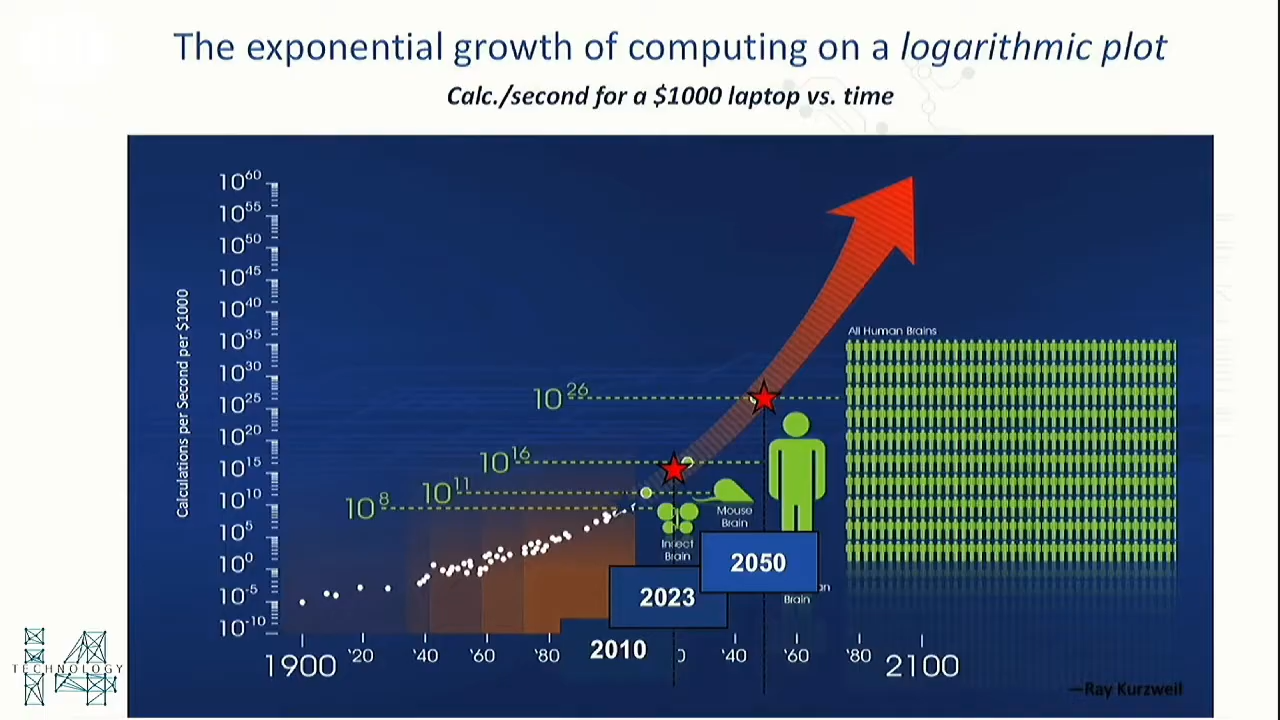 The exponential growth of computing on a logarithmic plot
Calc./second for a $1000 laptop vs. time
Calculations per Second per $1000
10^60
10^55
10^50
10^45
10^40
10^35
10^30
10^25
10^20
10^15
10^10
10^5
10^0
10^-5
10^-10
All Human Brains
10^26
10^16
10^11
10^8
Mouse
Brain
Insect
Brain
2050
2023
2010
Brain
1900
'20
'40
'60
'80
'40
'60
'80
2100
—Ray Kurzweil
TECHNOLOGY